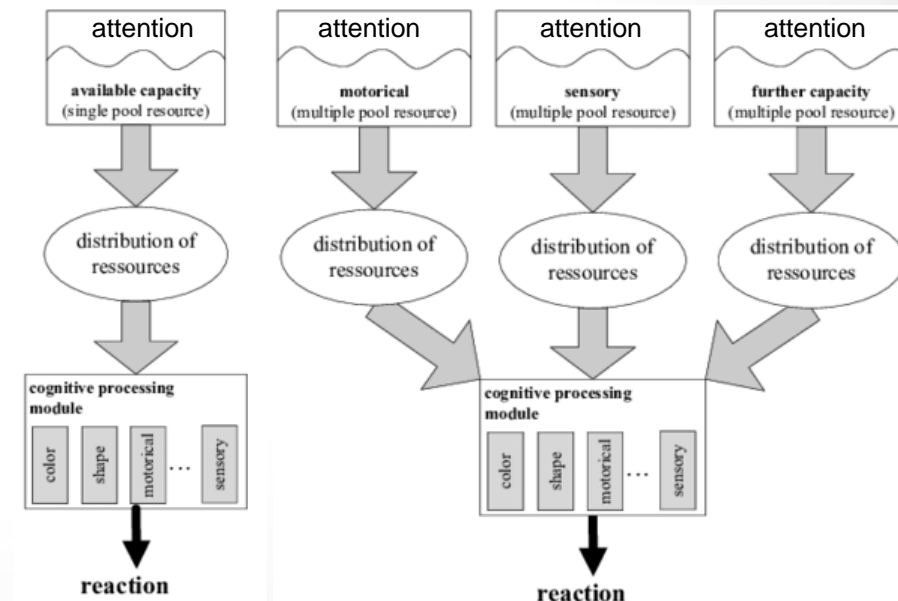 attention
available capacity
(single pool resource)
distribution of
ressources
cognitive processing
module
color
shape
motorical
...
sensory
reaction
attention
motorical
(multiple pool resource)
attention
sensory
(multiple pool resource)
attention
further capacity
(multiple pool resource)
distribution of
ressources
distribution of
ressources
distribution of
ressources
cognitive processing
module
color
shape
motorical
...
sensory
reaction